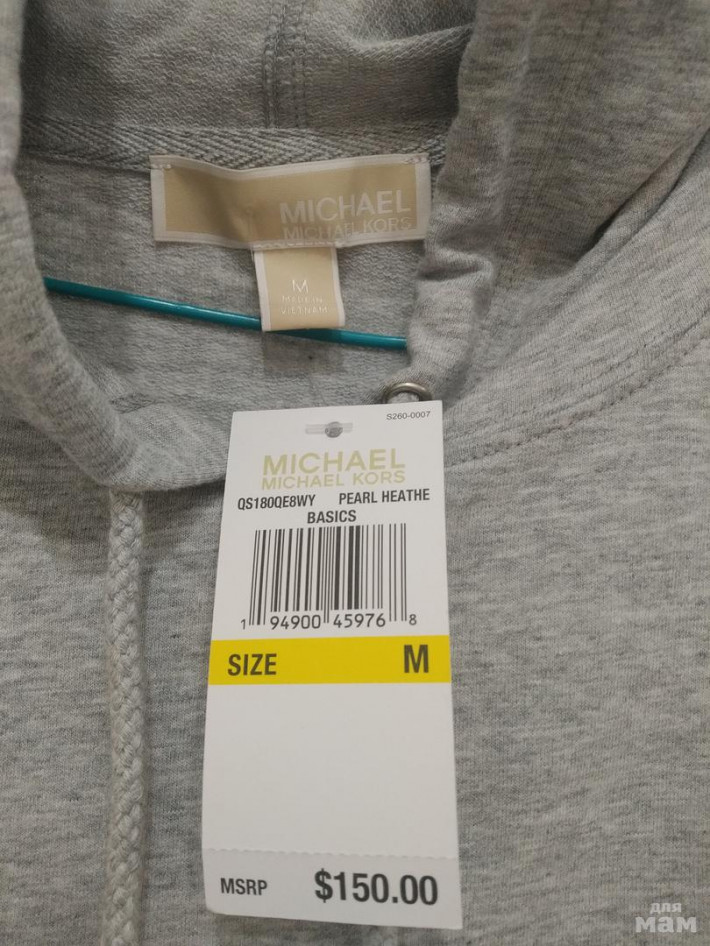 MICHAEL
MICHAEL KORS
M
MADE IN
VIETNAM
S260-0007
MICHAEL
MICHAEL KORS
QS180QE8WY PEARL HEATHE
BASICS
1 94900 45976 8
SIZE M
MSRP $150.00
для
мам